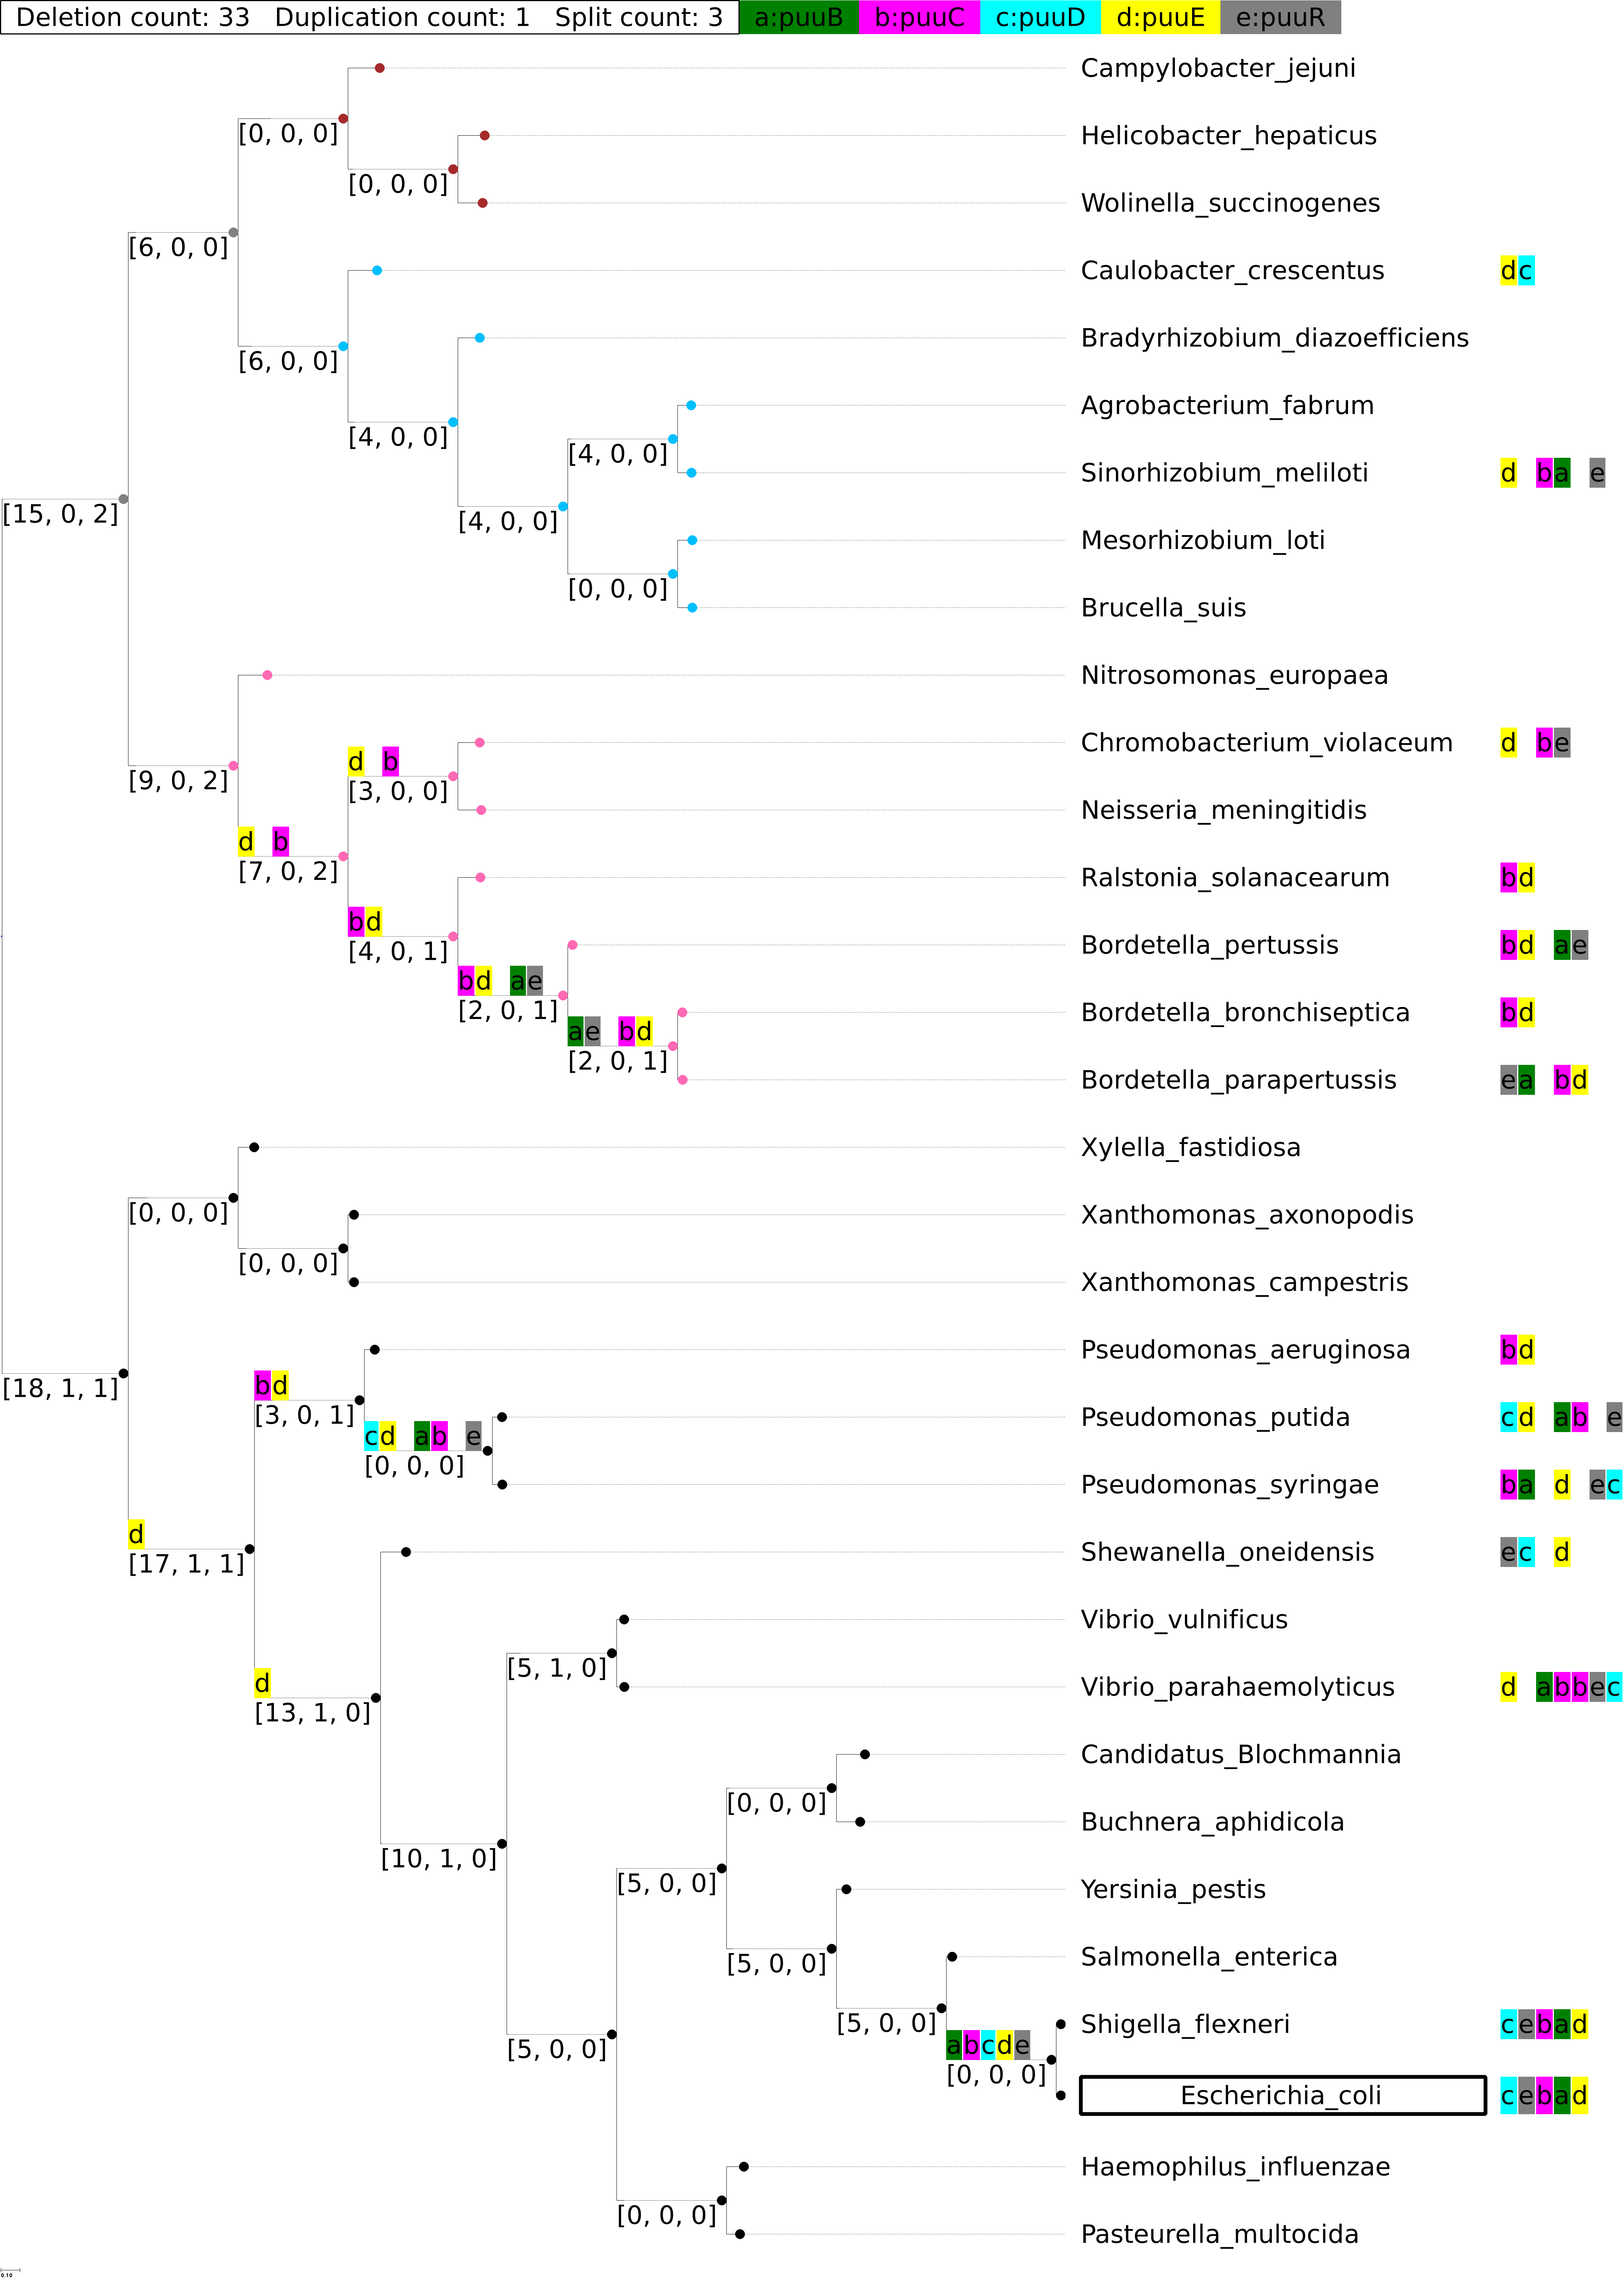 Deletion count: 33 Duplication count: 1 Split count: 3 a:puuB b:puuC c:puuD d:puuE e:puuR
Campylobacter_jejuni
[0, 0, 0]
Helicobacter_hepaticus
[0, 0, 0]
Wolinella_succinogenes
[6, 0, 0]
Caulobacter_crescentus dc
Bradyrhizobium_diazoefficiens
[6, 0, 0]
Agrobacterium_fabrum
[4, 0, 0]
[4, 0, 0]
Sinorhizobium_meliloti d ba e
[15, 0, 2]
[4, 0, 0]
Mesorhizobium_loti
[0, 0, 0]
Brucella_suis
Nitrosomonas_europaea
Chromobacterium_violaceum d be
d b
[9, 0, 2]
[3, 0, 0]
Neisseria_meningitidis
d b
[7, 0, 2]
Ralstonia_solanacearum bd
bd
Bordetella_pertussis bd ae
[4, 0, 1]
bd ae
[2, 0, 1]
Bordetella_bronchiseptica bd
ae bd
[2, 0, 1]
Bordetella_parapertussis ea bd
Xylella_fastidiosa
[0, 0, 0]
Xanthomonas_axonopodis
[0, 0, 0]
Xanthomonas_campestris
Pseudomonas_aeruginosa bd
bd
[18, 1, 1]
[3, 0, 1]
Pseudomonas_putida cd ab e
cd ab e
[0, 0, 0]
Pseudomonas_syringae ba d ec
d
Shewanella_oneidensis ec d
[17, 1, 1]
Vibrio_vulnificus
[5, 1, 0]
d
Vibrio_parahaemolyticus d abbec
[13, 1, 0]
Candidatus_Blochmannia
[0, 0, 0]
Buchnera_aphidicola
[10, 1, 0]
[5, 0, 0]
Yersinia_pestis
Salmonella_enterica
[5, 0, 0]
[5, 0, 0]
Shigella_flexneri cebad
abcde
[5, 0, 0]
[0, 0, 0]
Escherichia_coli cebad
Haemophilus_influenzae
[0, 0, 0]
Pasteurella_multocida
0.10